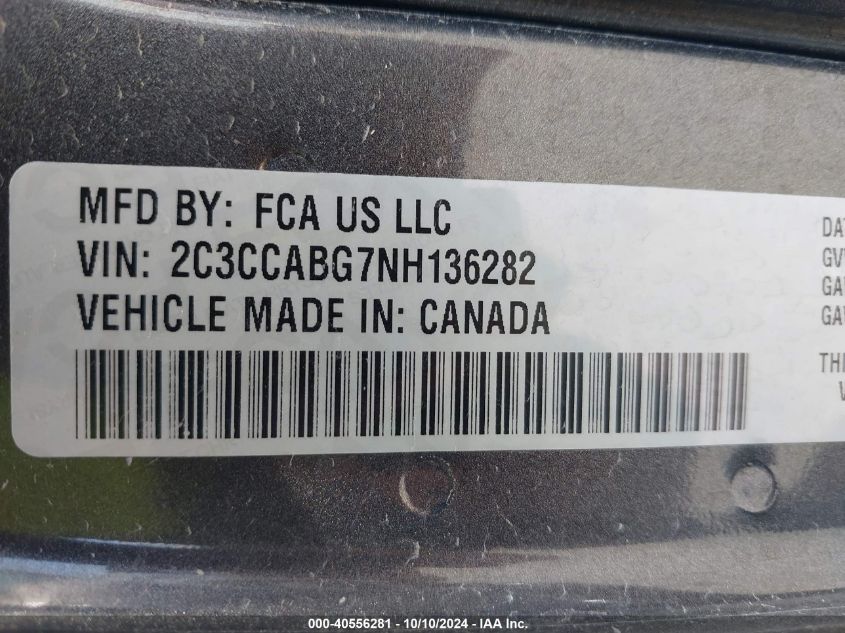 MFD BY: FCA US LLC
VIN: 2C3CCABG7NH136282
VEHICLE MADE IN: CANADA
000-40556281 - 10/10/2024 - IAA, Inc.